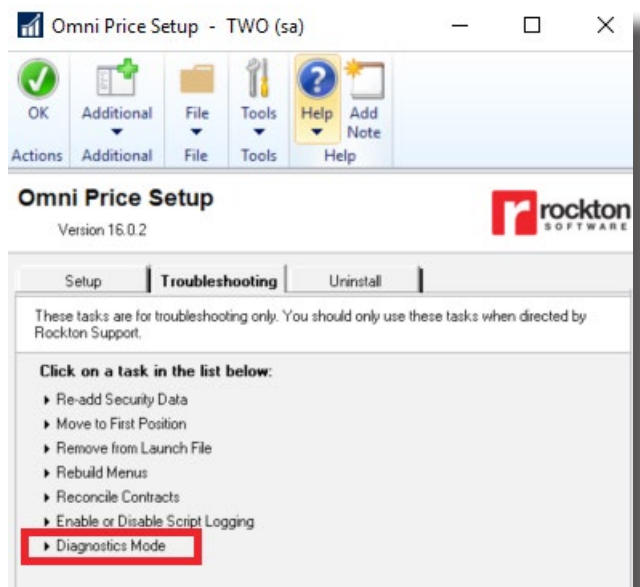 Omni Price Setup - TWO (sa)
OK Additional File Tools Help Add Note
Actions Additional File Tools Help
Omni Price Setup
Version 16.0.2
rockton
SOFTWARE
Setup Troubleshooting Uninstall
These tasks are for troubleshooting only. You should only use these tasks when directed by
Rockton Support.
Click on a task in the list below:
Re-add Security Data
Move to First Position
Remove from Launch File
Rebuild Menus
Reconcile Contracts
Enable or Disable Script Logging
Diagnostics Mode